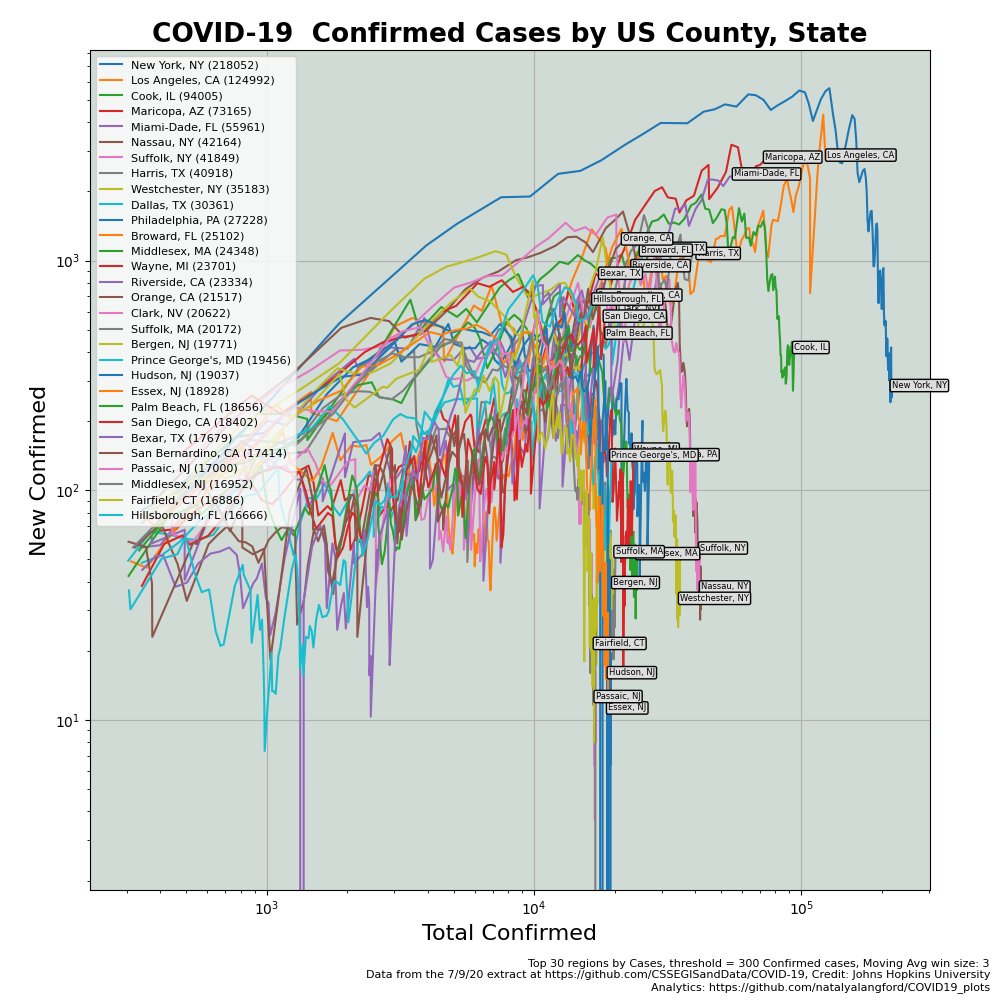 COVID-19  Confirmed Cases by US County, State
New York, NY (218052)
Los Angeles, CA (124992)
Cook, IL (94005)
Maricopa, AZ (73165)
Miami-Dade, FL (55961)
Nassau, NY (42164)
Suffolk, NY (41849)
Harris, TX (40918)
Westchester, NY (35183)
Dallas, TX (30361)
Philadelphia, PA (27228)
Broward, FL (25102)
Middlesex, MA (24348)
Wayne, MI (23701)
Riverside, CA (23334)
Orange, CA (21517)
Clark, NV (20622)
Suffolk, MA (20172)
Bergen, NJ (19771)
Prince George's, MD (19456)
Hudson, NJ (19037)
Essex, NJ (18928)
Palm Beach, FL (18656)
San Diego, CA (18402)
Bexar, TX (17679)
San Bernardino, CA (17414)
Passaic, NJ (17000)
Middlesex, NJ (16952)
Fairfield, CT (16886)
Hillsborough, FL (16666)
Maricopa, AZ
Los Angeles, CA
Miami-Dade, FL
Orange, CA
Broward, FL
TX
Harris, TX
Riverside, CA
Bexar, TX
CA
Hillsborough, FL
San Diego, CA
Palm Beach, FL
Cook, IL
New York, NY
Prince George's, MD
PA
Suffolk, MA
MA
Suffolk, NY
Bergen, NJ
Nassau, NY
Westchester, NY
Fairfield, CT
Hudson, NJ
Passaic, NJ
Essex, NJ
10³
10²
10¹
New Confirmed
10³
10⁴
10⁵
Total Confirmed
Top 30 regions by Cases, threshold = 300 Confirmed cases, Moving Avg win size: 3
Data from the 7/9/20 extract at https://github.com/CSSEGISandData/COVID-19, Credit: Johns Hopkins University
Analytics: https://github.com/natalyalangford/COVID19_plots